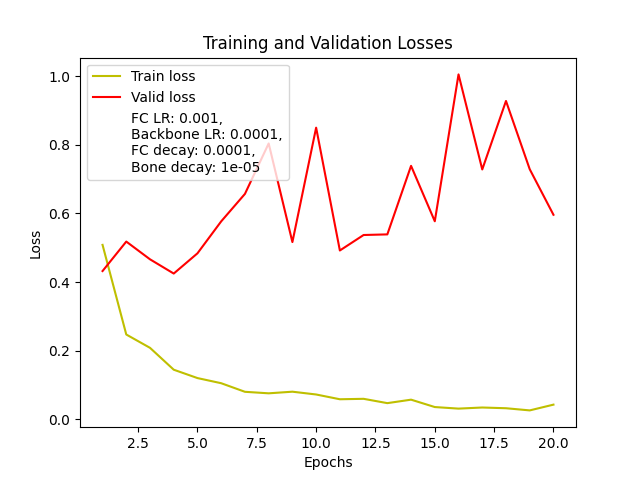 Training and Validation Losses
Train loss
Valid loss
FC LR: 0.001,
Backbone LR: 0.0001,
FC decay: 0.0001,
Bone decay: 1e-05
1.0
0.8
0.6
0.4
0.2
0.0
Loss
2.5 5.0 7.5 10.0 12.5 15.0 17.5 20.0
Epochs